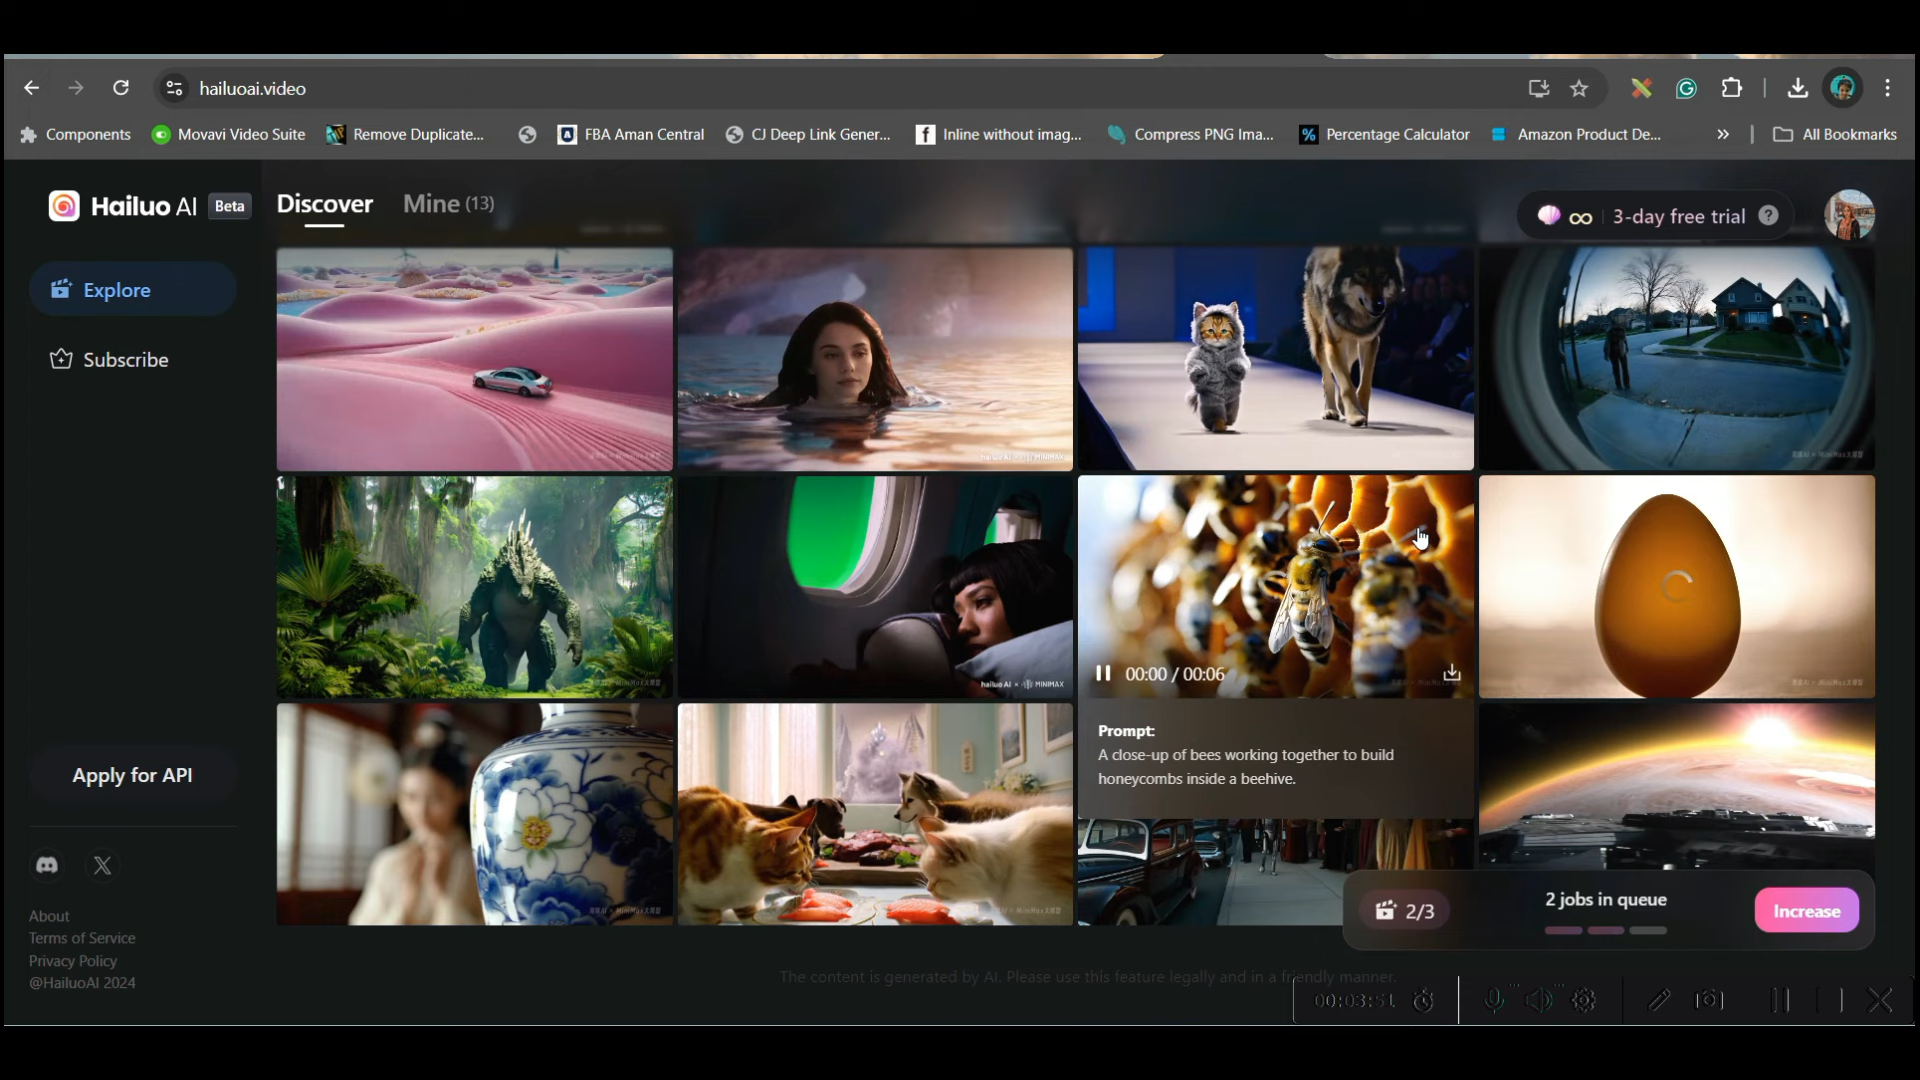 hailuoai.video
Components
Movavi Video Suite
Remove Duplicate...
FBA Aman Central
CJ Deep Link Gener...
Inline without imag...
Compress PNG Ima...
Percentage Calculator
Amazon Product De...
»
All Bookmarks
Hailuo AI
Beta
Discover
Mine (13)
∞
3-day free trial
Explore
Subscribe
hailuo AI × MINIMAX
00:00 / 00:06
Prompt:
A close-up of bees working together to build
honeycombs inside a beehive.
Apply for API
2/3
2 jobs in queue
Increase
About
Terms of Service
Privacy Policy
@HailuoAI 2024
The content is generated by AI. Please use this feature legally and in a friendly manner.
00:03:51